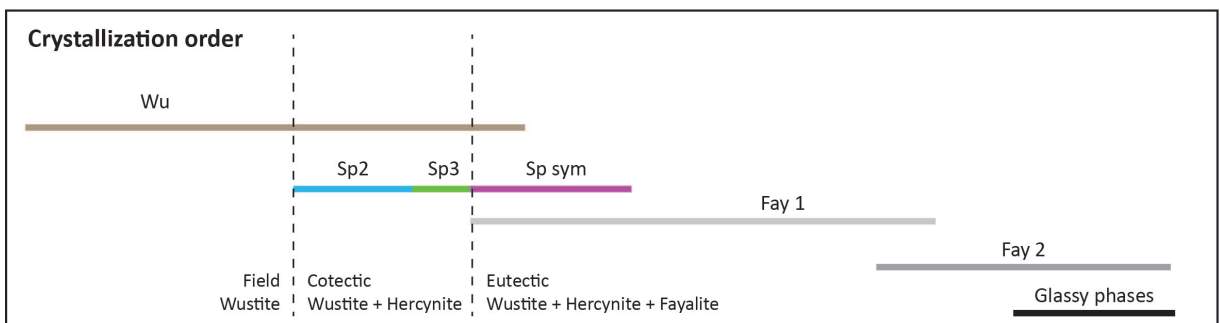 Crystallization order
Wu
Sp2
Sp3
Sp sym
Fay 1
Fay 2
Field
Wustite
Cotectic
Wustite + Hercynite
Eutectic
Wustite + Hercynite + Fayalite
Glassy phases